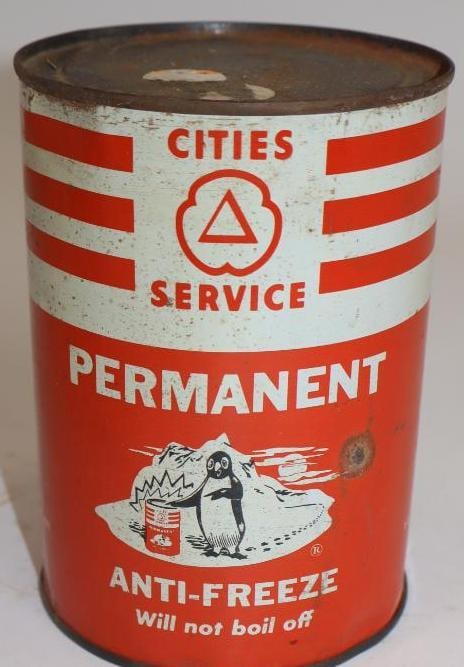 CITIES
SERVICE
PERMANENT
®
ANTI-FREEZE
Will not boil off